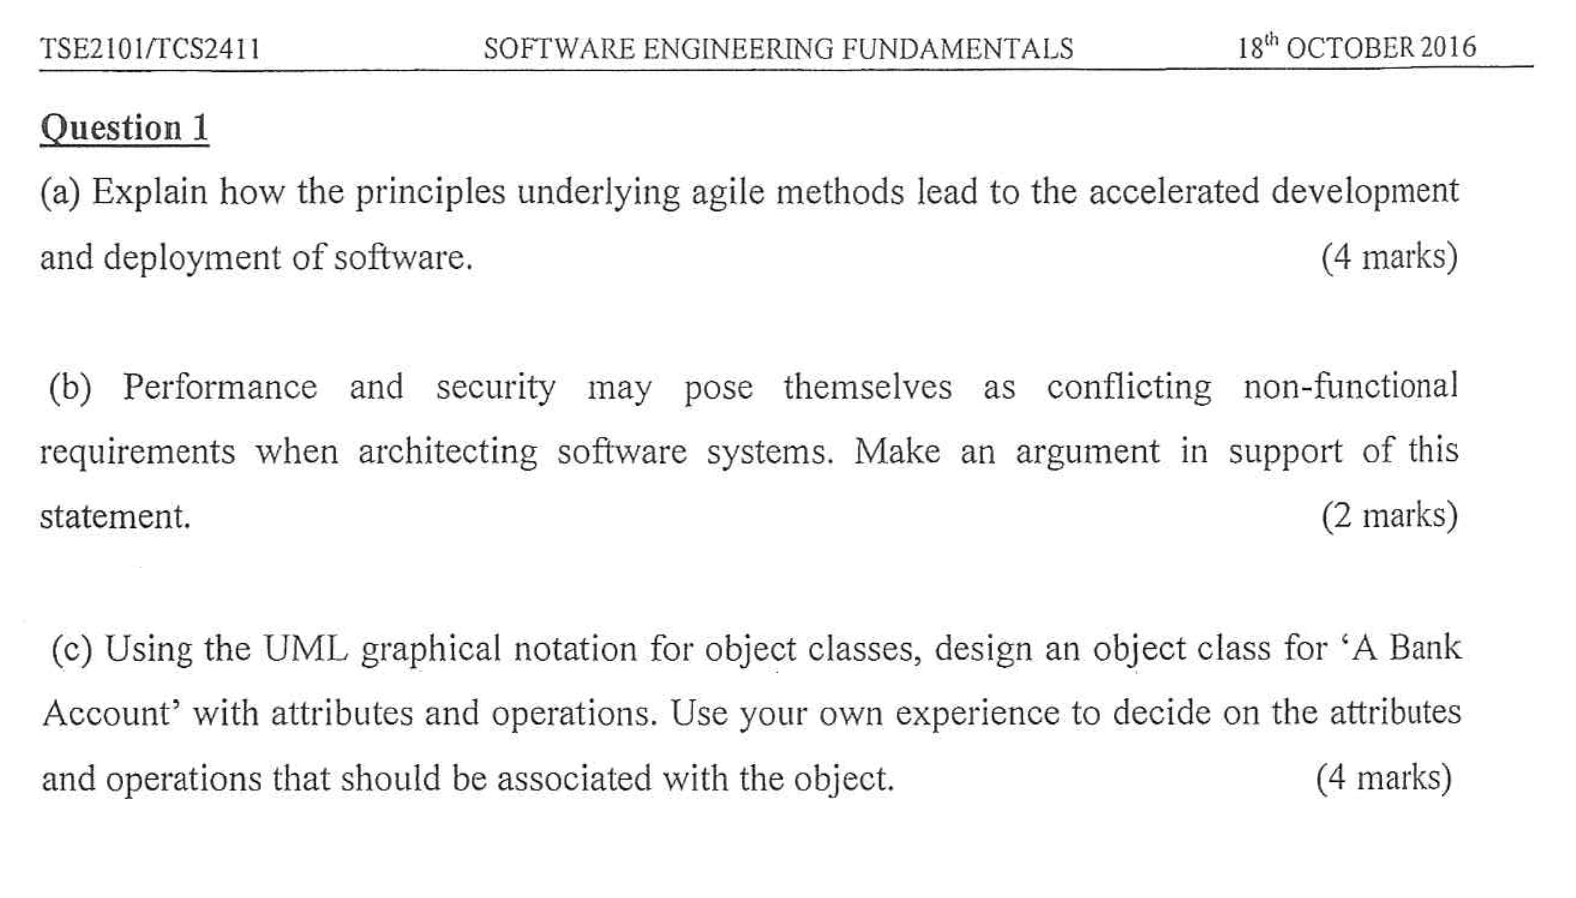 TSE2101/TCS2411 SOFTWARE ENGINEERING FUNDAMENTALS 18th OCTOBER 2016
Question 1
(a) Explain how the principles underlying agile methods lead to the accelerated development
and deployment of software. (4 marks)
(b) Performance and security may pose themselves as conflicting non-functional
requirements when architecting software systems. Make an argument in support of this
statement. (2 marks)
(c) Using the UML graphical notation for object classes, design an object class for ‘A Bank
Account’ with attributes and operations. Use your own experience to decide on the attributes
and operations that should be associated with the object. (4 marks)